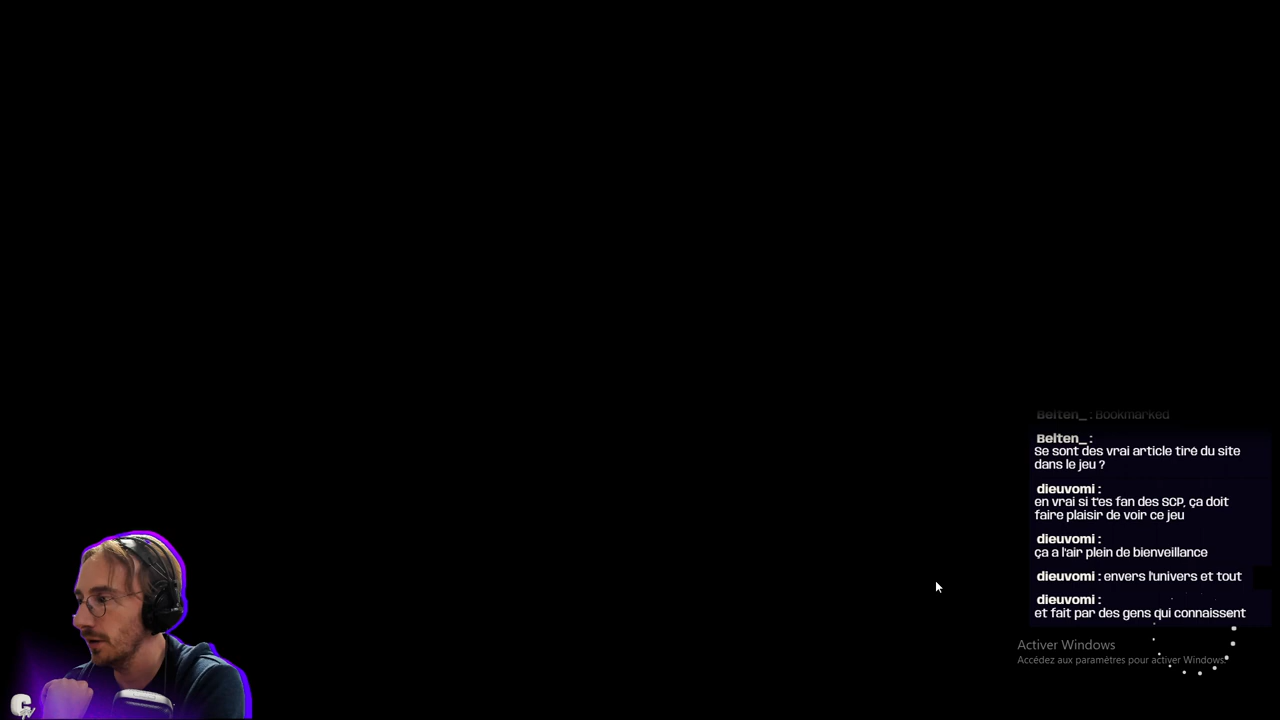 Belten_ : Bookmarked
Belten_ :
Se sont des vrai article tiré du site
dans le jeu ?
dieuvomi :
en vrai si t'es fan des SCP, ça doit
faire plaisir de voir ce jeu
dieuvomi :
ça a l'air plein de bienveillance
dieuvomi : envers l'univers et tout
dieuvomi :
et fait par des gens qui connaissent
Activer Windows
Accédez aux paramètres pour activer Windows.